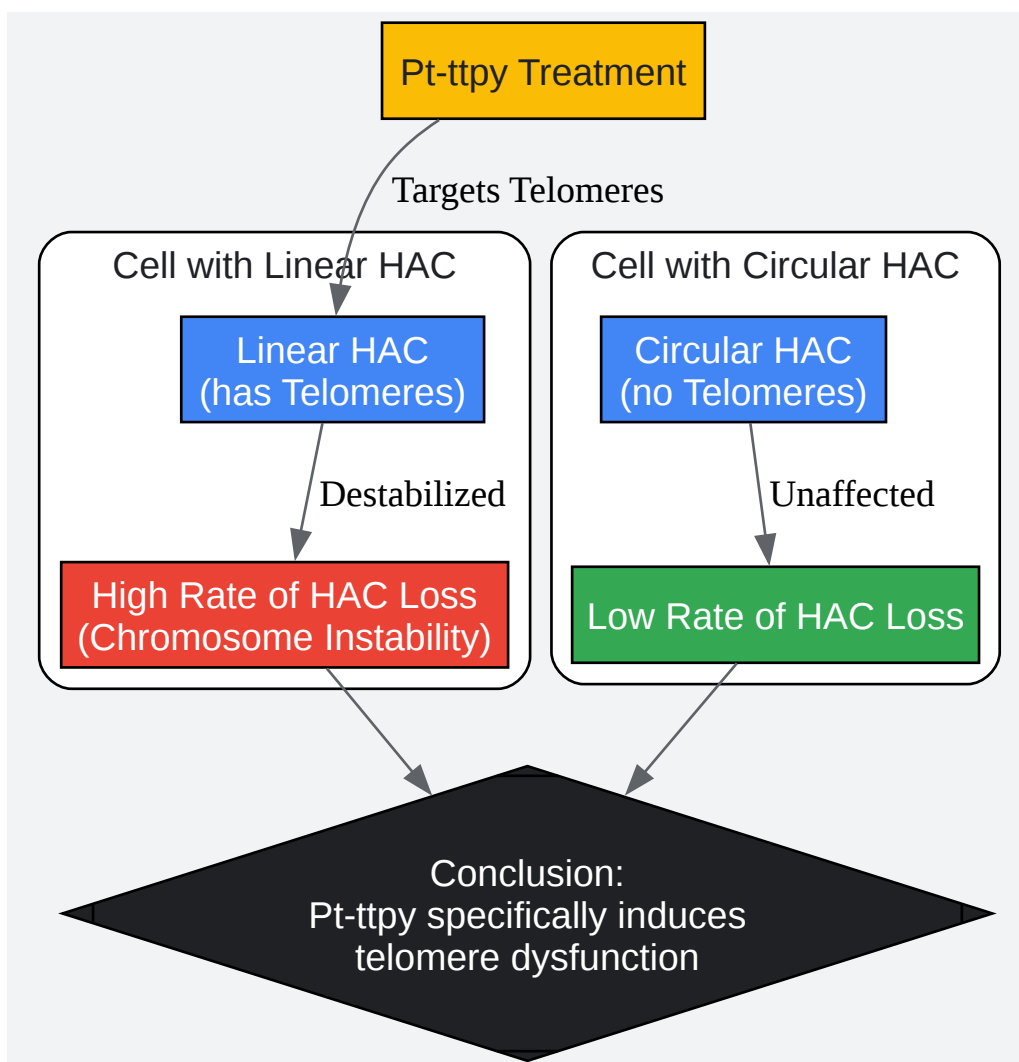 Pt-ttpy Treatment
Targets Telomeres
Cell with Linear HAC
Cell with Circular HAC
Linear HAC
(has Telomeres)
Circular HAC
(no Telomeres)
Destabilized
Unaffected
High Rate of HAC Loss
(Chromosome Instability)
Low Rate of HAC Loss
Conclusion:
Pt-ttpy specifically induces
telomere dysfunction